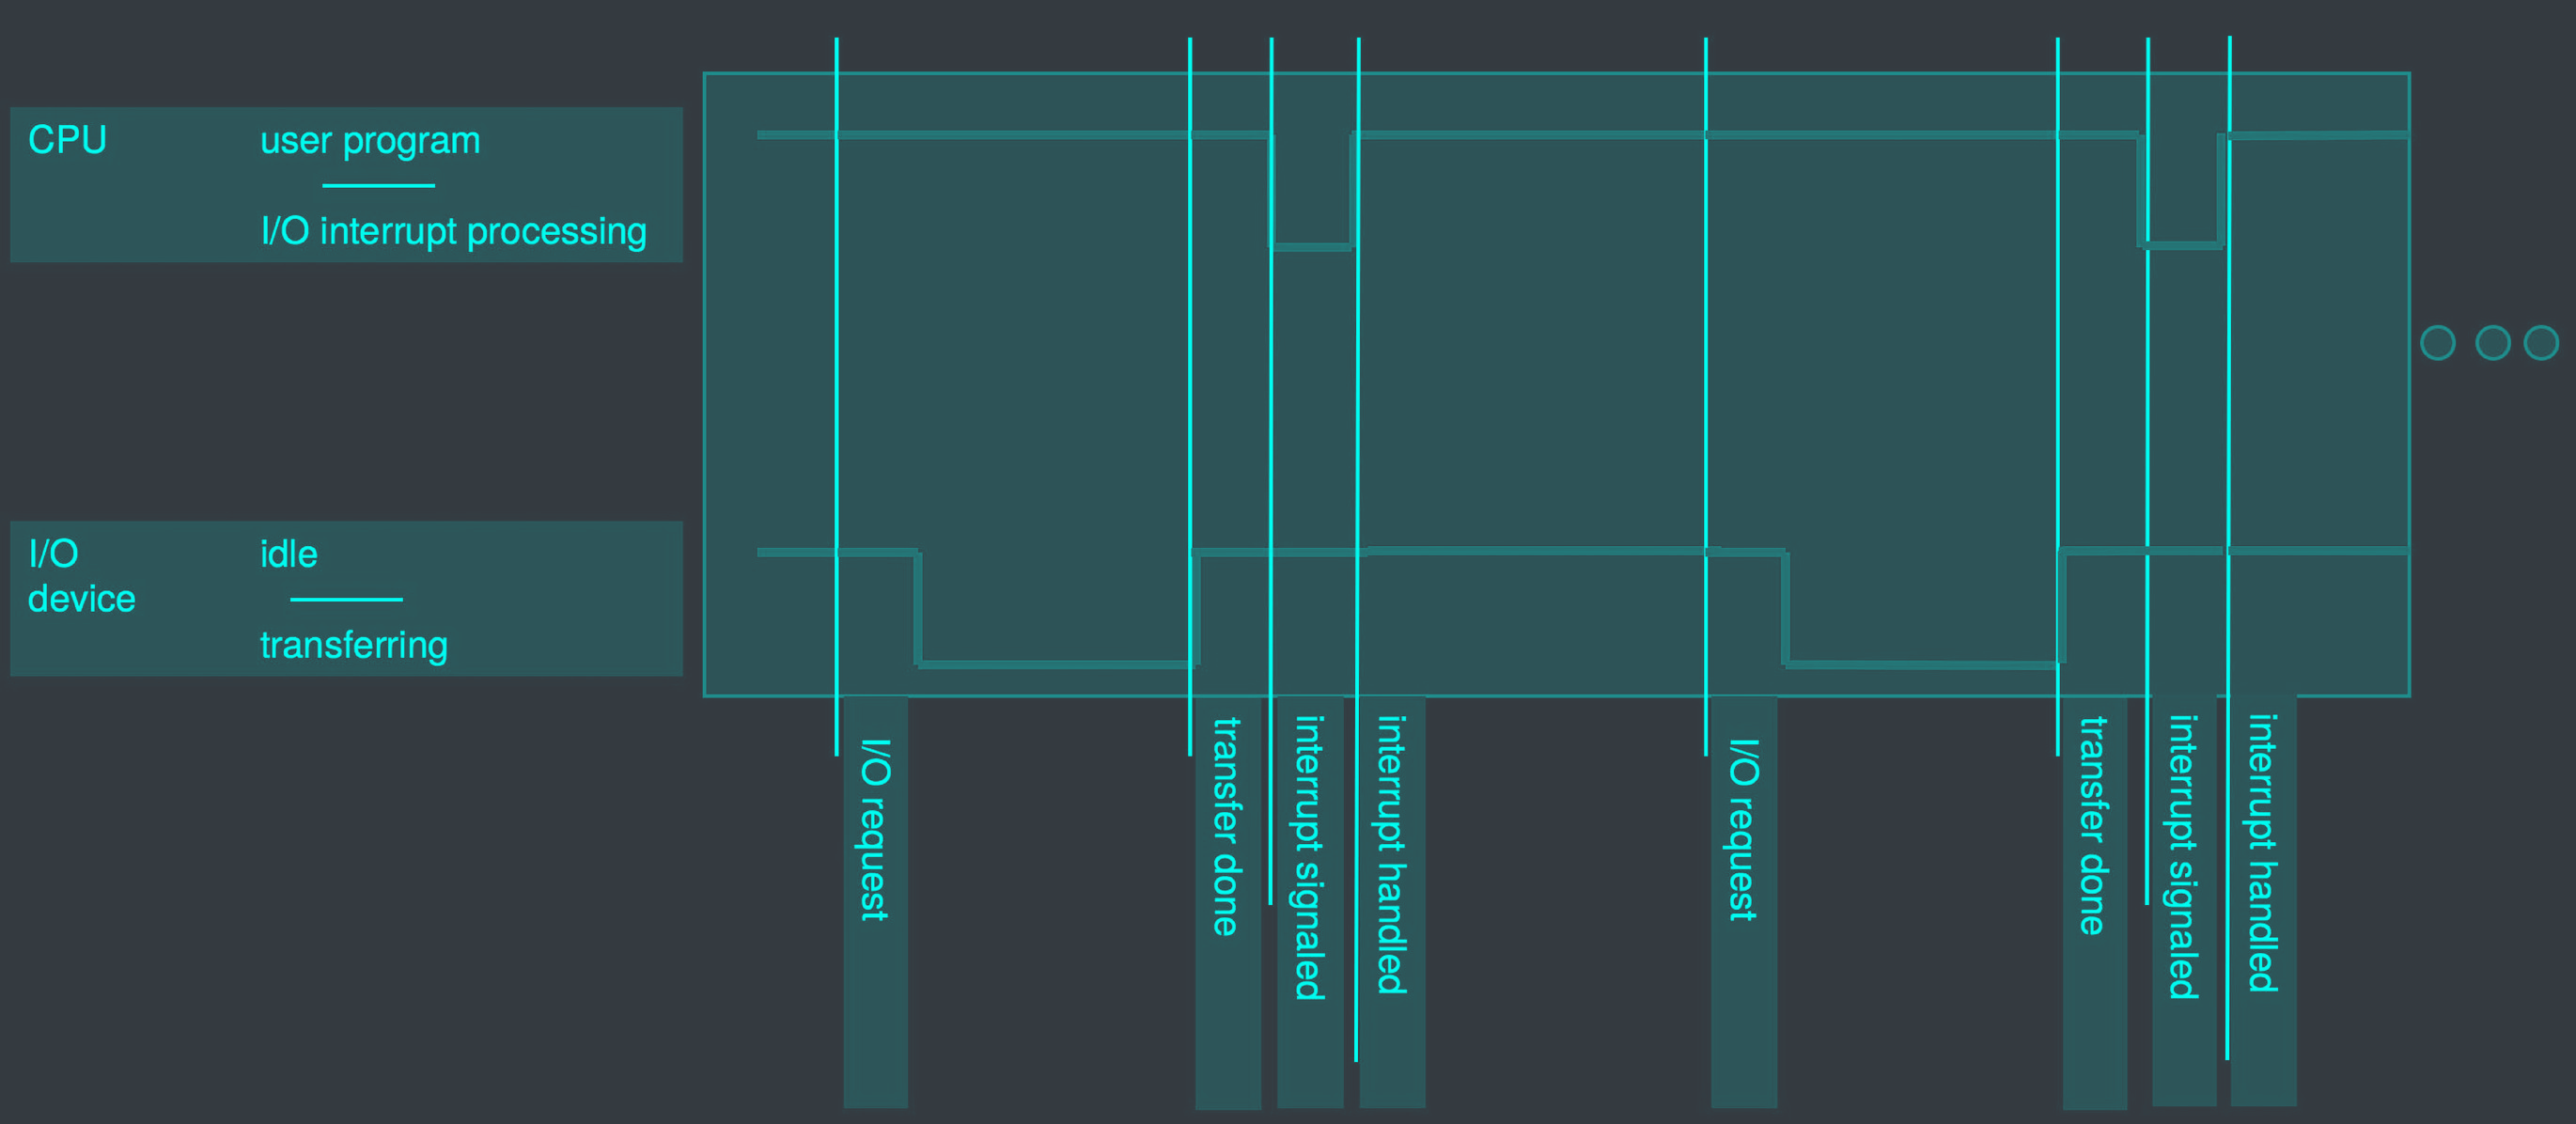 CPU
user program
I/O interrupt processing
I/O
device
idle
transferring
I/O request
transfer done
interrupt signaled
interrupt handled
I/O request
transfer done
interrupt signaled
interrupt handled